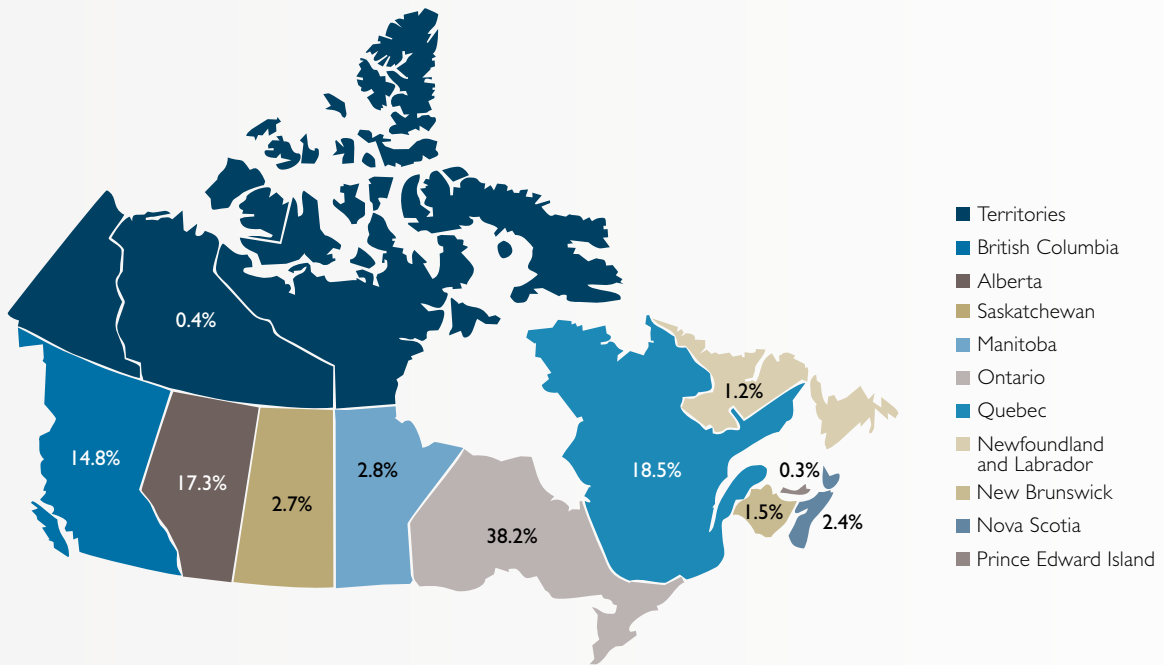 0.4%
14.8%
17.3%
2.7%
2.8%
38.2%
18.5%
1.2%
0.3%
1.5%
2.4%
Territories
British Columbia
Alberta
Saskatchewan
Manitoba
Ontario
Quebec
Newfoundland
and Labrador
New Brunswick
Nova Scotia
Prince Edward Island